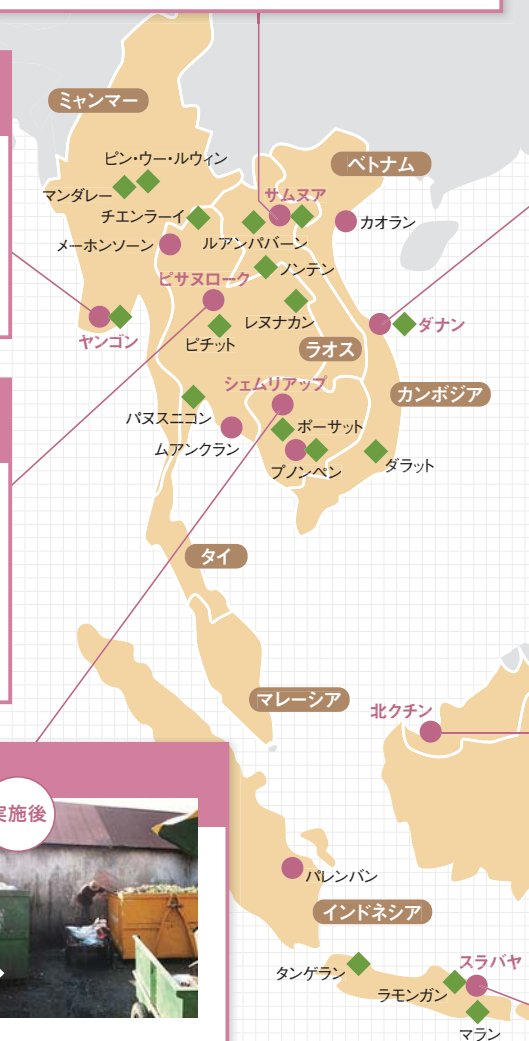 ミャンマー
ピン・ウー・ルウィン
ベトナム
マンダレー
サムヌア
チエンラーイ
カオラン
メーホンソーン
ルアンパバーン
ピサヌローク
ノンテン
レヌナカン
ダナン
ヤンゴン
ピチット
ラオス
シェムリアップ
カンボジア
パヌスニコン
ポーサット
ムアンクラン
プノンペン
ダラット
タイ
マレーシア
北クチン
実施後
パレンバン
インドネシア
スラバヤ
タンゲラン
ラモンガン
マラン